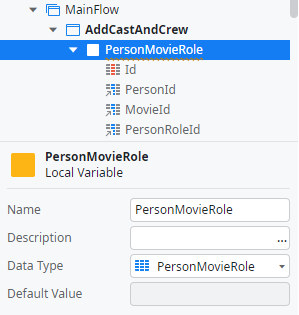 MainFlow
AddCastAndCrew
PersonMovieRole
Id
PersonId
MovieId
PersonRoleId
PersonMovieRole
Local Variable
Name PersonMovieRole
Description ...
Data Type PersonMovieRole
Default Value